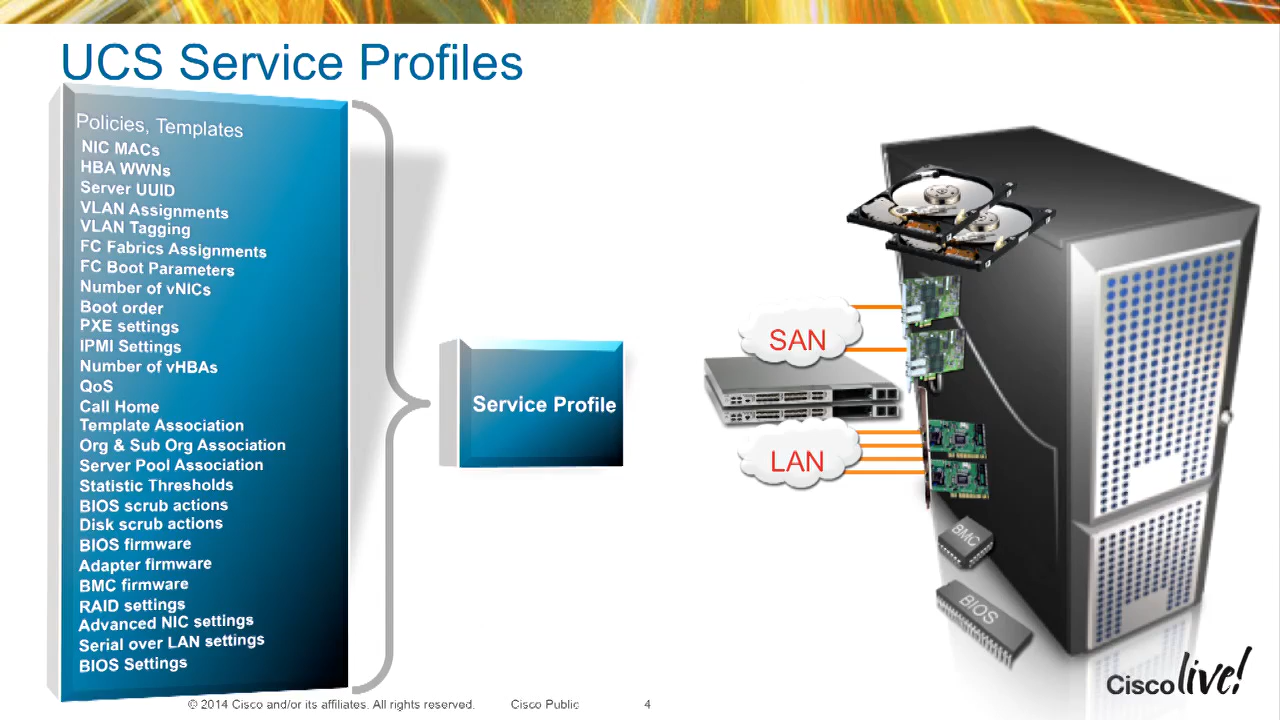 UCS Service Profiles
Policies, Templates
NIC MACs
HBA WWNs
Server UUID
VLAN Assignments
VLAN Tagging
FC Fabrics Assignments
FC Boot Parameters
Number of vNICs
Boot order
PXE settings
IPMI Settings
Number of vHBAs
QoS
Call Home
Template Association
Org & Sub Org Association
Server Pool Association
Statistic Thresholds
BIOS scrub actions
Disk scrub actions
BIOS firmware
Adapter firmware
BMC firmware
RAID settings
Advanced NIC settings
Serial over LAN settings
BIOS Settings
Service Profile
SAN
LAN
BMC
BIOS
© 2014 Cisco and/or its affiliates. All rights reserved.
Cisco Public
4
Cisco live!